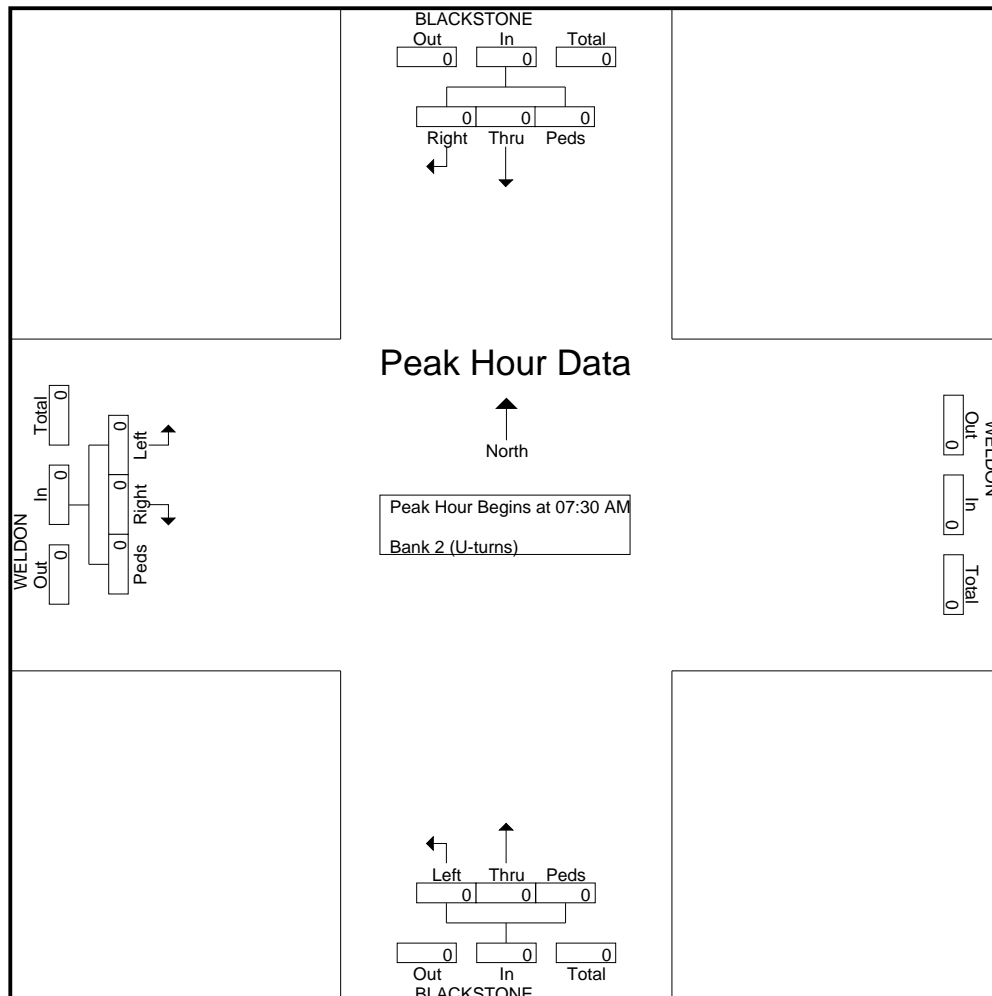 BLACKSTONE
Out In Total
0 0 0
0 0 0
Right Thru Peds
Peak Hour Data
North
Peak Hour Begins at 07:30 AM
Bank 2 (U-turns)
WELDON
Out In Total
0 0 0
Peds Right Left
0 0 0
WELDON
Out In Total
0 0 0
Left Thru Peds
0 0 0
0 0 0
Out In Total
BLACKSTONE